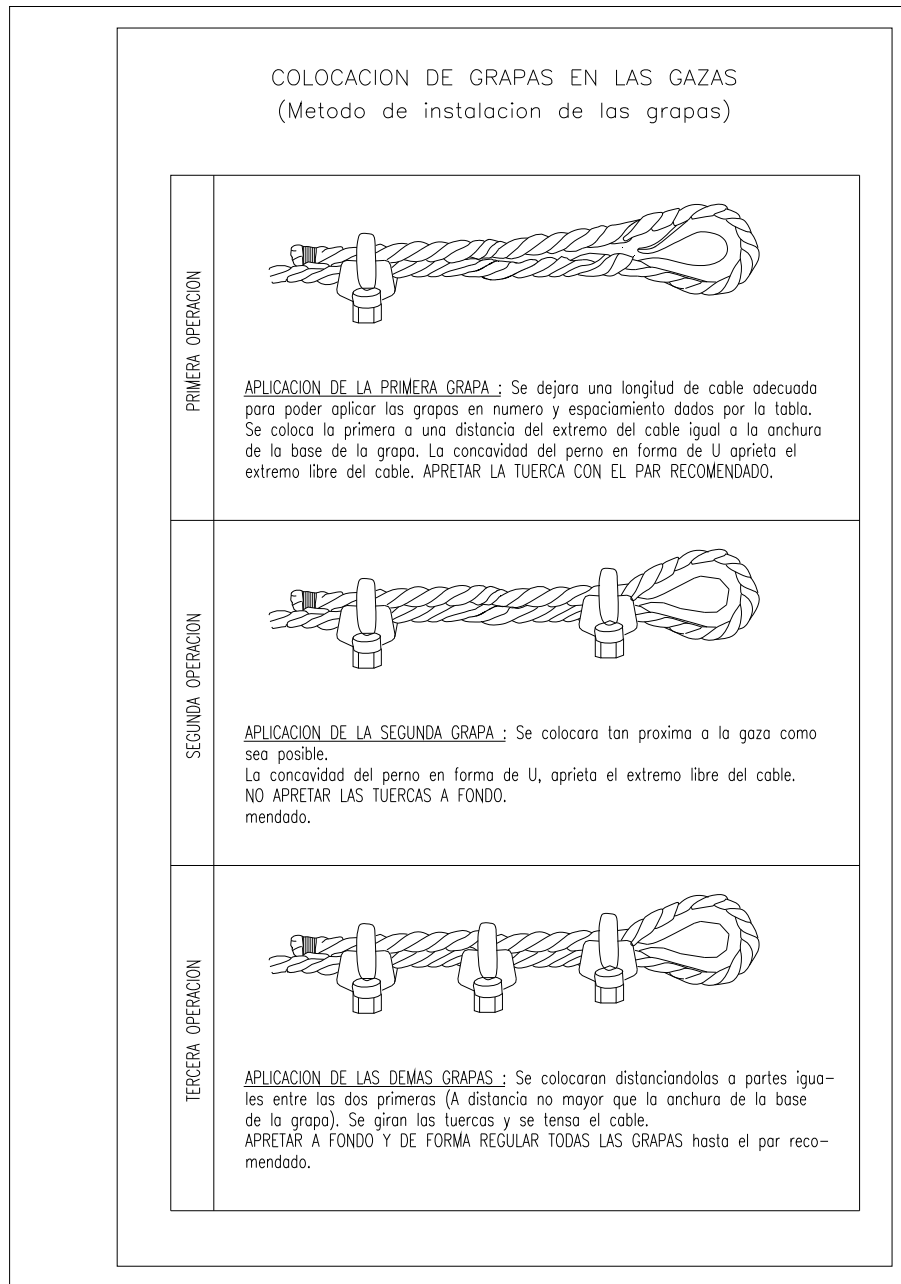 COLOCACION DE GRAPAS EN LAS GAZAS
(Metodo de instalacion de las grapas)
PRIMERA OPERACION
APLICACION DE LA PRIMERA GRAPA : Se dejara una longitud de cable adecuada
para poder aplicar las grapas en numero y espaciamiento dados por la tabla.
Se coloca la primera a una distancia del extremo del cable igual a la anchura
de la base de la grapa. La concavidad del perno en forma de U aprieta el
extremo libre del cable. APRETAR LA TUERCA CON EL PAR RECOMENDADO.
SEGUNDA OPERACION
APLICACION DE LA SEGUNDA GRAPA : Se colocara tan proxima a la gaza como
sea posible.
La concavidad del perno en forma de U, aprieta el extremo libre del cable.
NO APRETAR LAS TUERCAS A FONDO.
mendado.
TERCERA OPERACION
APLICACION DE LAS DEMAS GRAPAS : Se colocaran distanciandolas a partes igua-
les entre las dos primeras (A distancia no mayor que la anchura de la base
de la grapa). Se giran las tuercas y se tensa el cable.
APRETAR A FONDO Y DE FORMA REGULAR TODAS LAS GRAPAS hasta el par reco-
mendado.